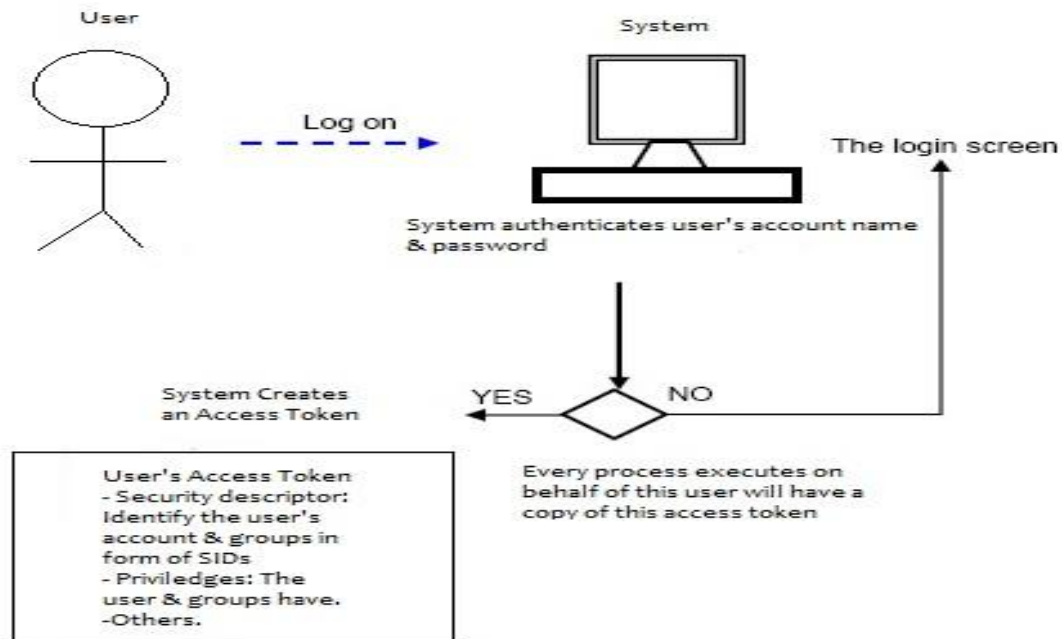 User
System
Log on
The login screen
System authenticates user's account name
& password
System Creates
an Access Token
YES
NO
User's Access Token
- Security descriptor:
Identify the user's
account & groups in
form of SIDs
- Priviledges: The
user & groups have.
-Others.
Every process executes on
behalf of this user will have a
copy of this access token